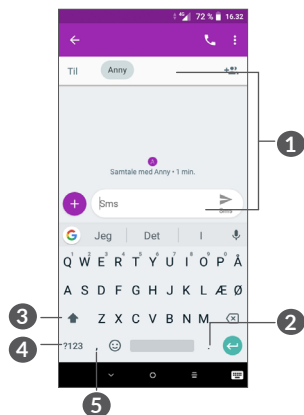 4G 72 % 16.32
Til Anny
A
Samtale med Anny • 1 min.
Sms
G Jeg Det I
Q W E R T Y U I O P Å
A S D F G H J K L Æ Ø
Z X C V B N M
?123 , .
1
2
3
4
5